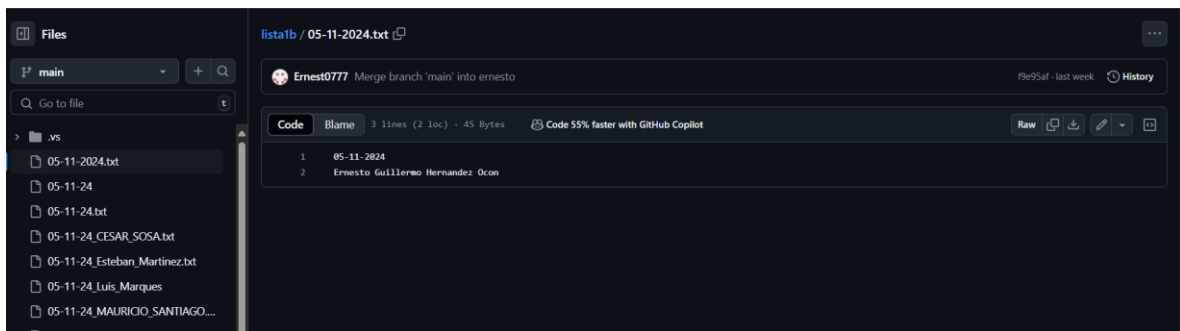 Files
main
Go to file
t
.vs
05-11-2024.txt
05-11-24
05-11-24.txt
05-11-24_CESAR_SOSA.txt
05-11-24_Esteban_Martinez.txt
05-11-24_Luis_Marques
05-11-24_MAURICIO_SANTIAGO....
lista1b / 05-11-2024.txt
Ernest0777 Merge branch 'main' into ernesto
f9e95af · last week History
Code Blame 3 lines (2 loc) · 45 Bytes Code 55% faster with GitHub Copilot Raw
1 05-11-2024
2 Ernesto Guillermo Hernandez Ocon